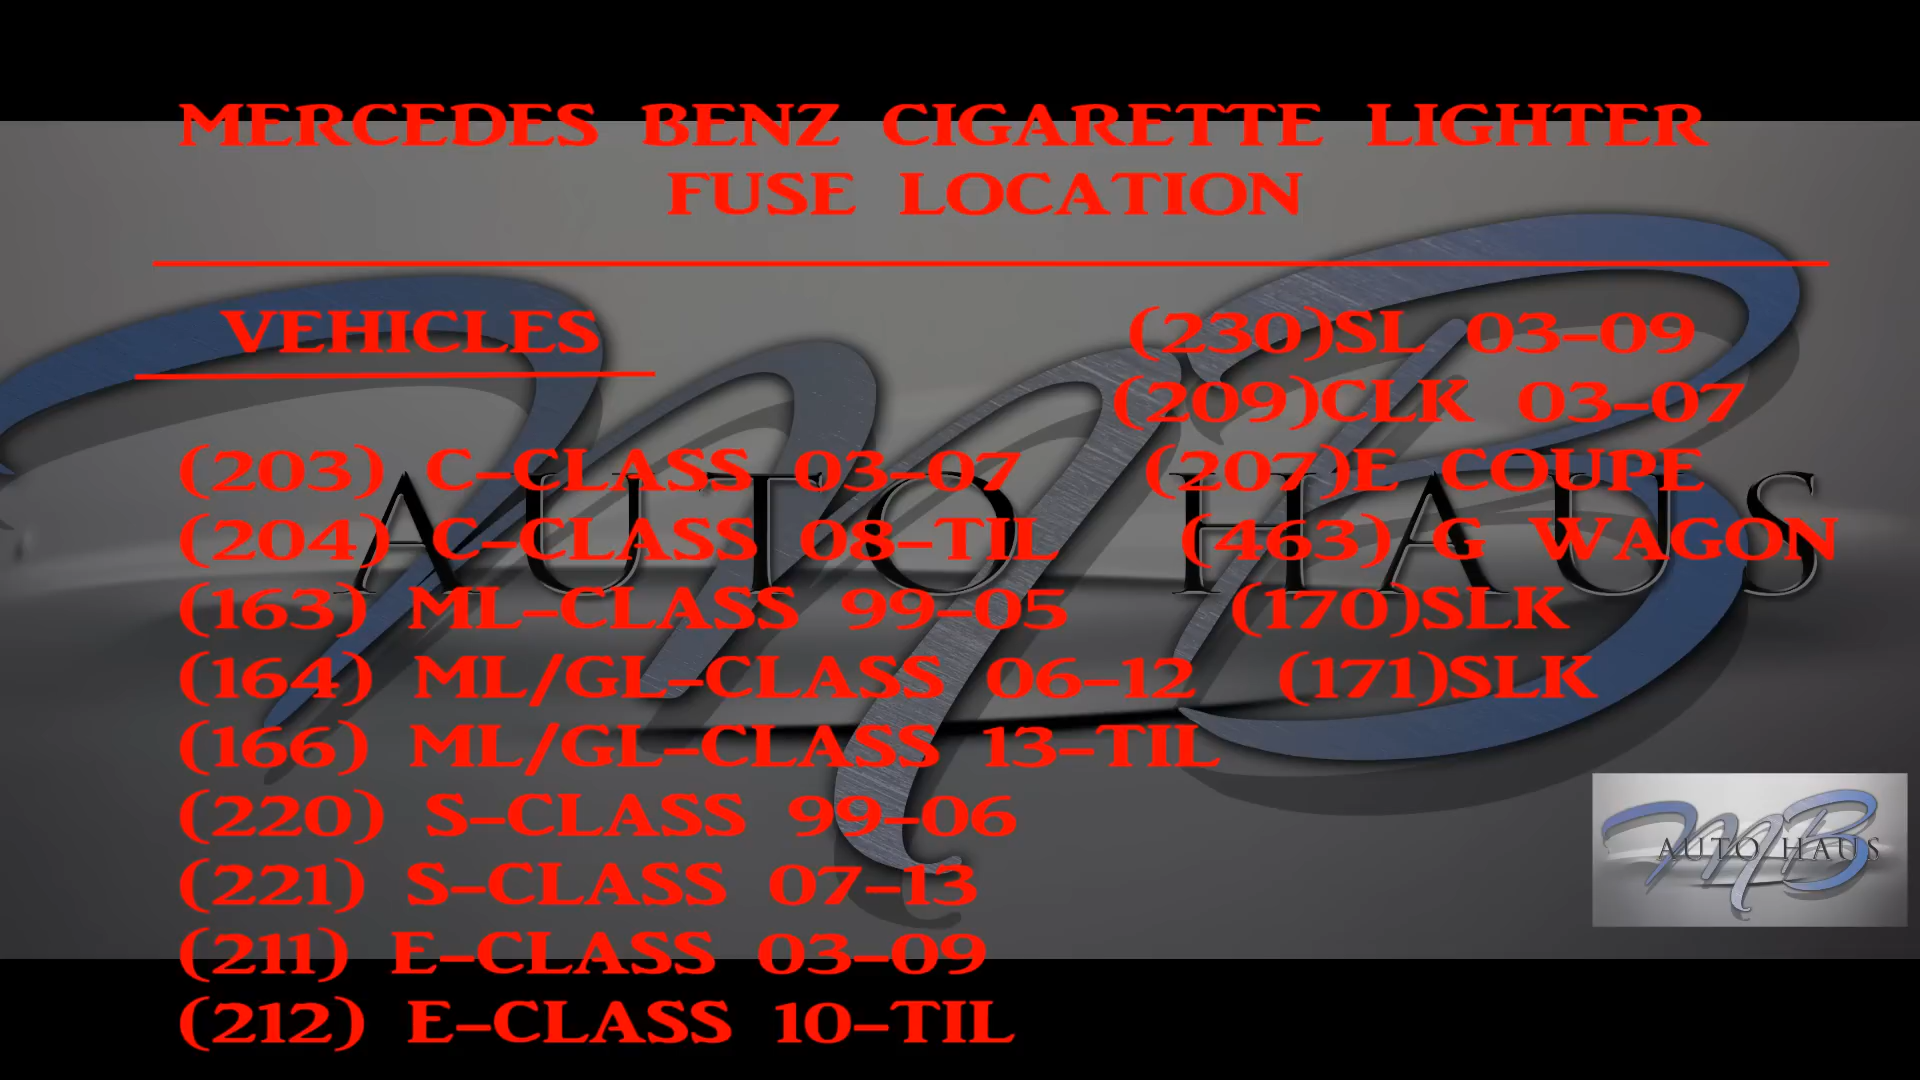 MERCEDES BENZ CIGARETTE LIGHTER
FUSE LOCATION
VEHICLES
(203) C-CLASS 03-07
(204) C-CLASS 08-TIL
(163) ML-CLASS 99-05
(164) ML/GL-CLASS 06-12
(166) ML/GL-CLASS 13-TIL
(220) S-CLASS 99-06
(221) S-CLASS 07-13
(211) E-CLASS 03-09
(212) E-CLASS 10-TIL
(230)SL 03-09
(209)CLK 03-07
(207)E COUPE
(463) G WAGON
(170)SLK
(171)SLK
MB
AUTO HAUS
MB
AUTO HAUS